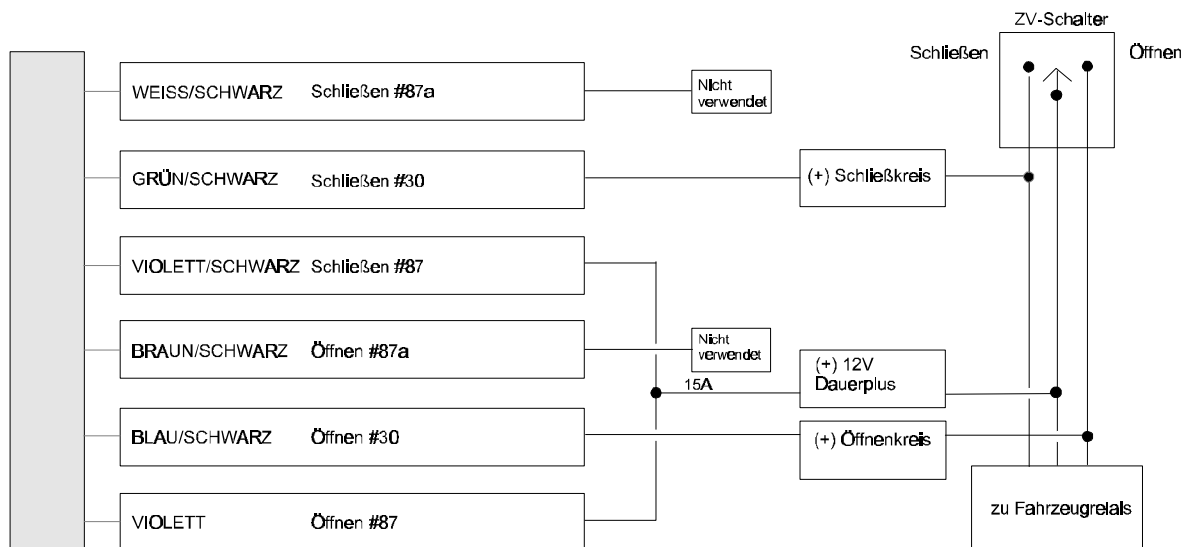 ZV-Schalter
Schließen
Öffnen
WEISS/SCHWARZ Schließen #87a
Nicht
verwendet
GRÜN/SCHWARZ Schließen #30
(+) Schließkreis
VIOLETT/SCHWARZ Schließen #87
BRAUN/SCHWARZ Öffnen #87a
Nicht
verwendet
15A
(+) 12V
Dauerplus
BLAU/SCHWARZ Öffnen #30
(+) Öffnenkreis
VIOLETT Öffnen #87
zu Fahrzeugrelais